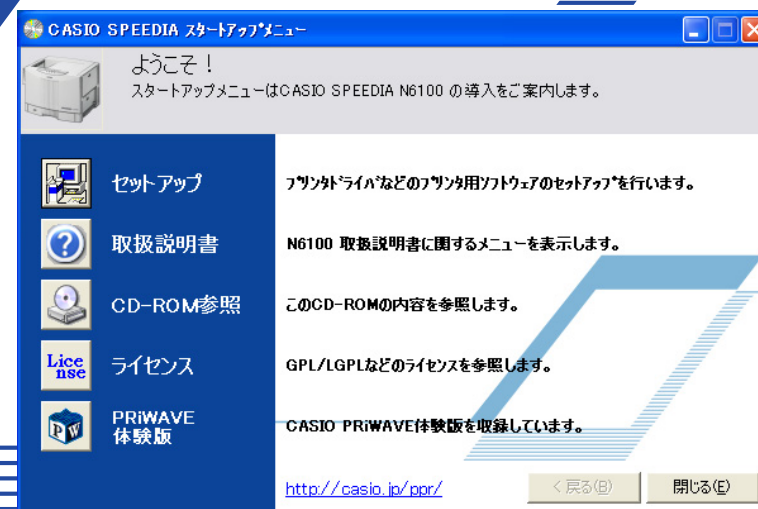 CASIO SPEEDIA ｽﾀｰﾄｱｯﾌﾟﾒﾆｭｰ
ようこそ！
スタートアップメニューはCASIO SPEEDIA N6100 の導入をご案内します。
セットアップ
ﾌﾟﾘﾝﾀﾄﾞﾗｲﾊﾞなどのﾌﾟﾘﾝﾀ用ｿﾌﾄｳｪｱのｾｯﾄｱｯﾌﾟを行います。
取扱説明書
N6100 取扱説明書に関するメニューを表示します。
CD-ROM参照
このCD-ROMの内容を参照します。
Lice
nse
ライセンス
GPL/LGPLなどのﾗｲｾﾝｽを参照します。
PW
PRiWAVE
体験版
CASIO PRiWAVE体験版を収録しています。
http://casio.jp/ppr/
< 戻る(B)
閉じる(E)